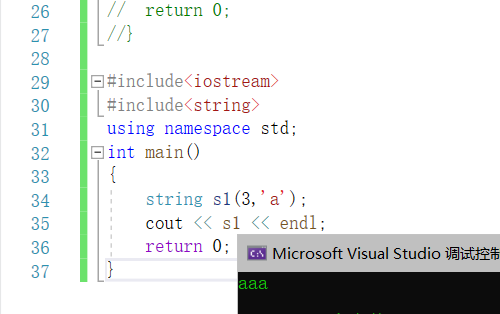 26 // return 0;
27 //}
28
29 #include<iostream>
30 #include<string>
31 using namespace std;
32 int main()
33 {
34 string s1(3,'a');
35 cout << s1 << endl;
36 return 0;
37 }
Microsoft Visual Studio 调试控制
aaa